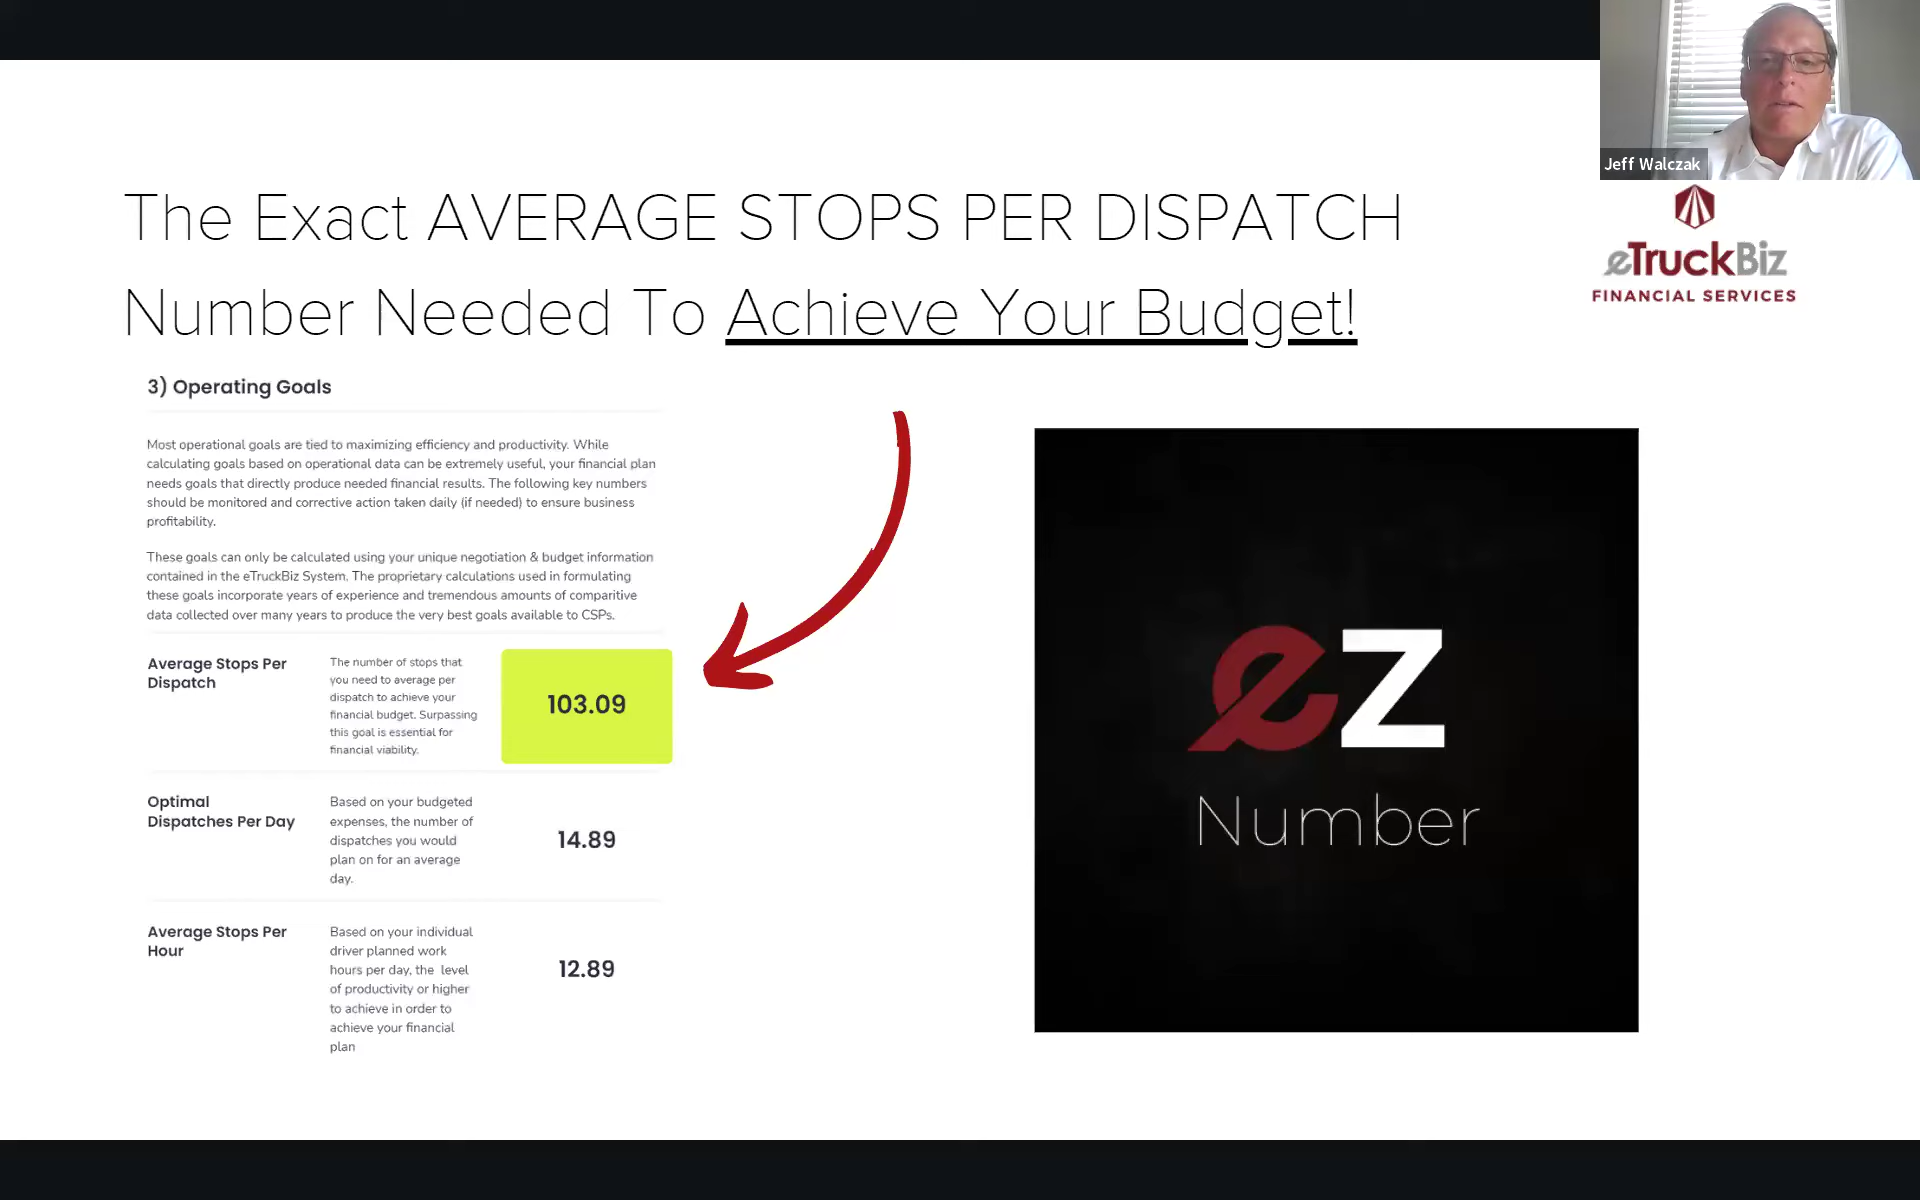 Jeff Walczak
The Exact AVERAGE STOPS PER DISPATCH
Number Needed To Achieve Your Budget!
eTruckBiz
FINANCIAL SERVICES
3) Operating Goals
Most operational goals are tied to maximizing efficiency and productivity. While
calculating goals based on operational data can be extremely useful, your financial plan
needs goals that directly produce needed financial results. The following key numbers
should be monitored and corrective action taken daily (if needed) to ensure business
profitability.
These goals can only be calculated using your unique negotiation & budget information
contained in the eTruckBiz System. The proprietary calculations used in formulating
these goals incorporate years of experience and tremendous amounts of comparitive
data collected over many years to produce the very best goals available to CSPs.
Average Stops Per
Dispatch
The number of stops that
you need to average per
dispatch to achieve your
financial budget. Surpassing
this goal is essential for
financial viability.
103.09
Optimal
Dispatches Per Day
Based on your budgeted
expenses, the number of
dispatches you would
plan on for an average
day.
14.89
Average Stops Per
Hour
Based on your individual
driver planned work
hours per day, the level
of productivity or higher
to achieve in order to
achieve your financial
plan
12.89
eZ
Number